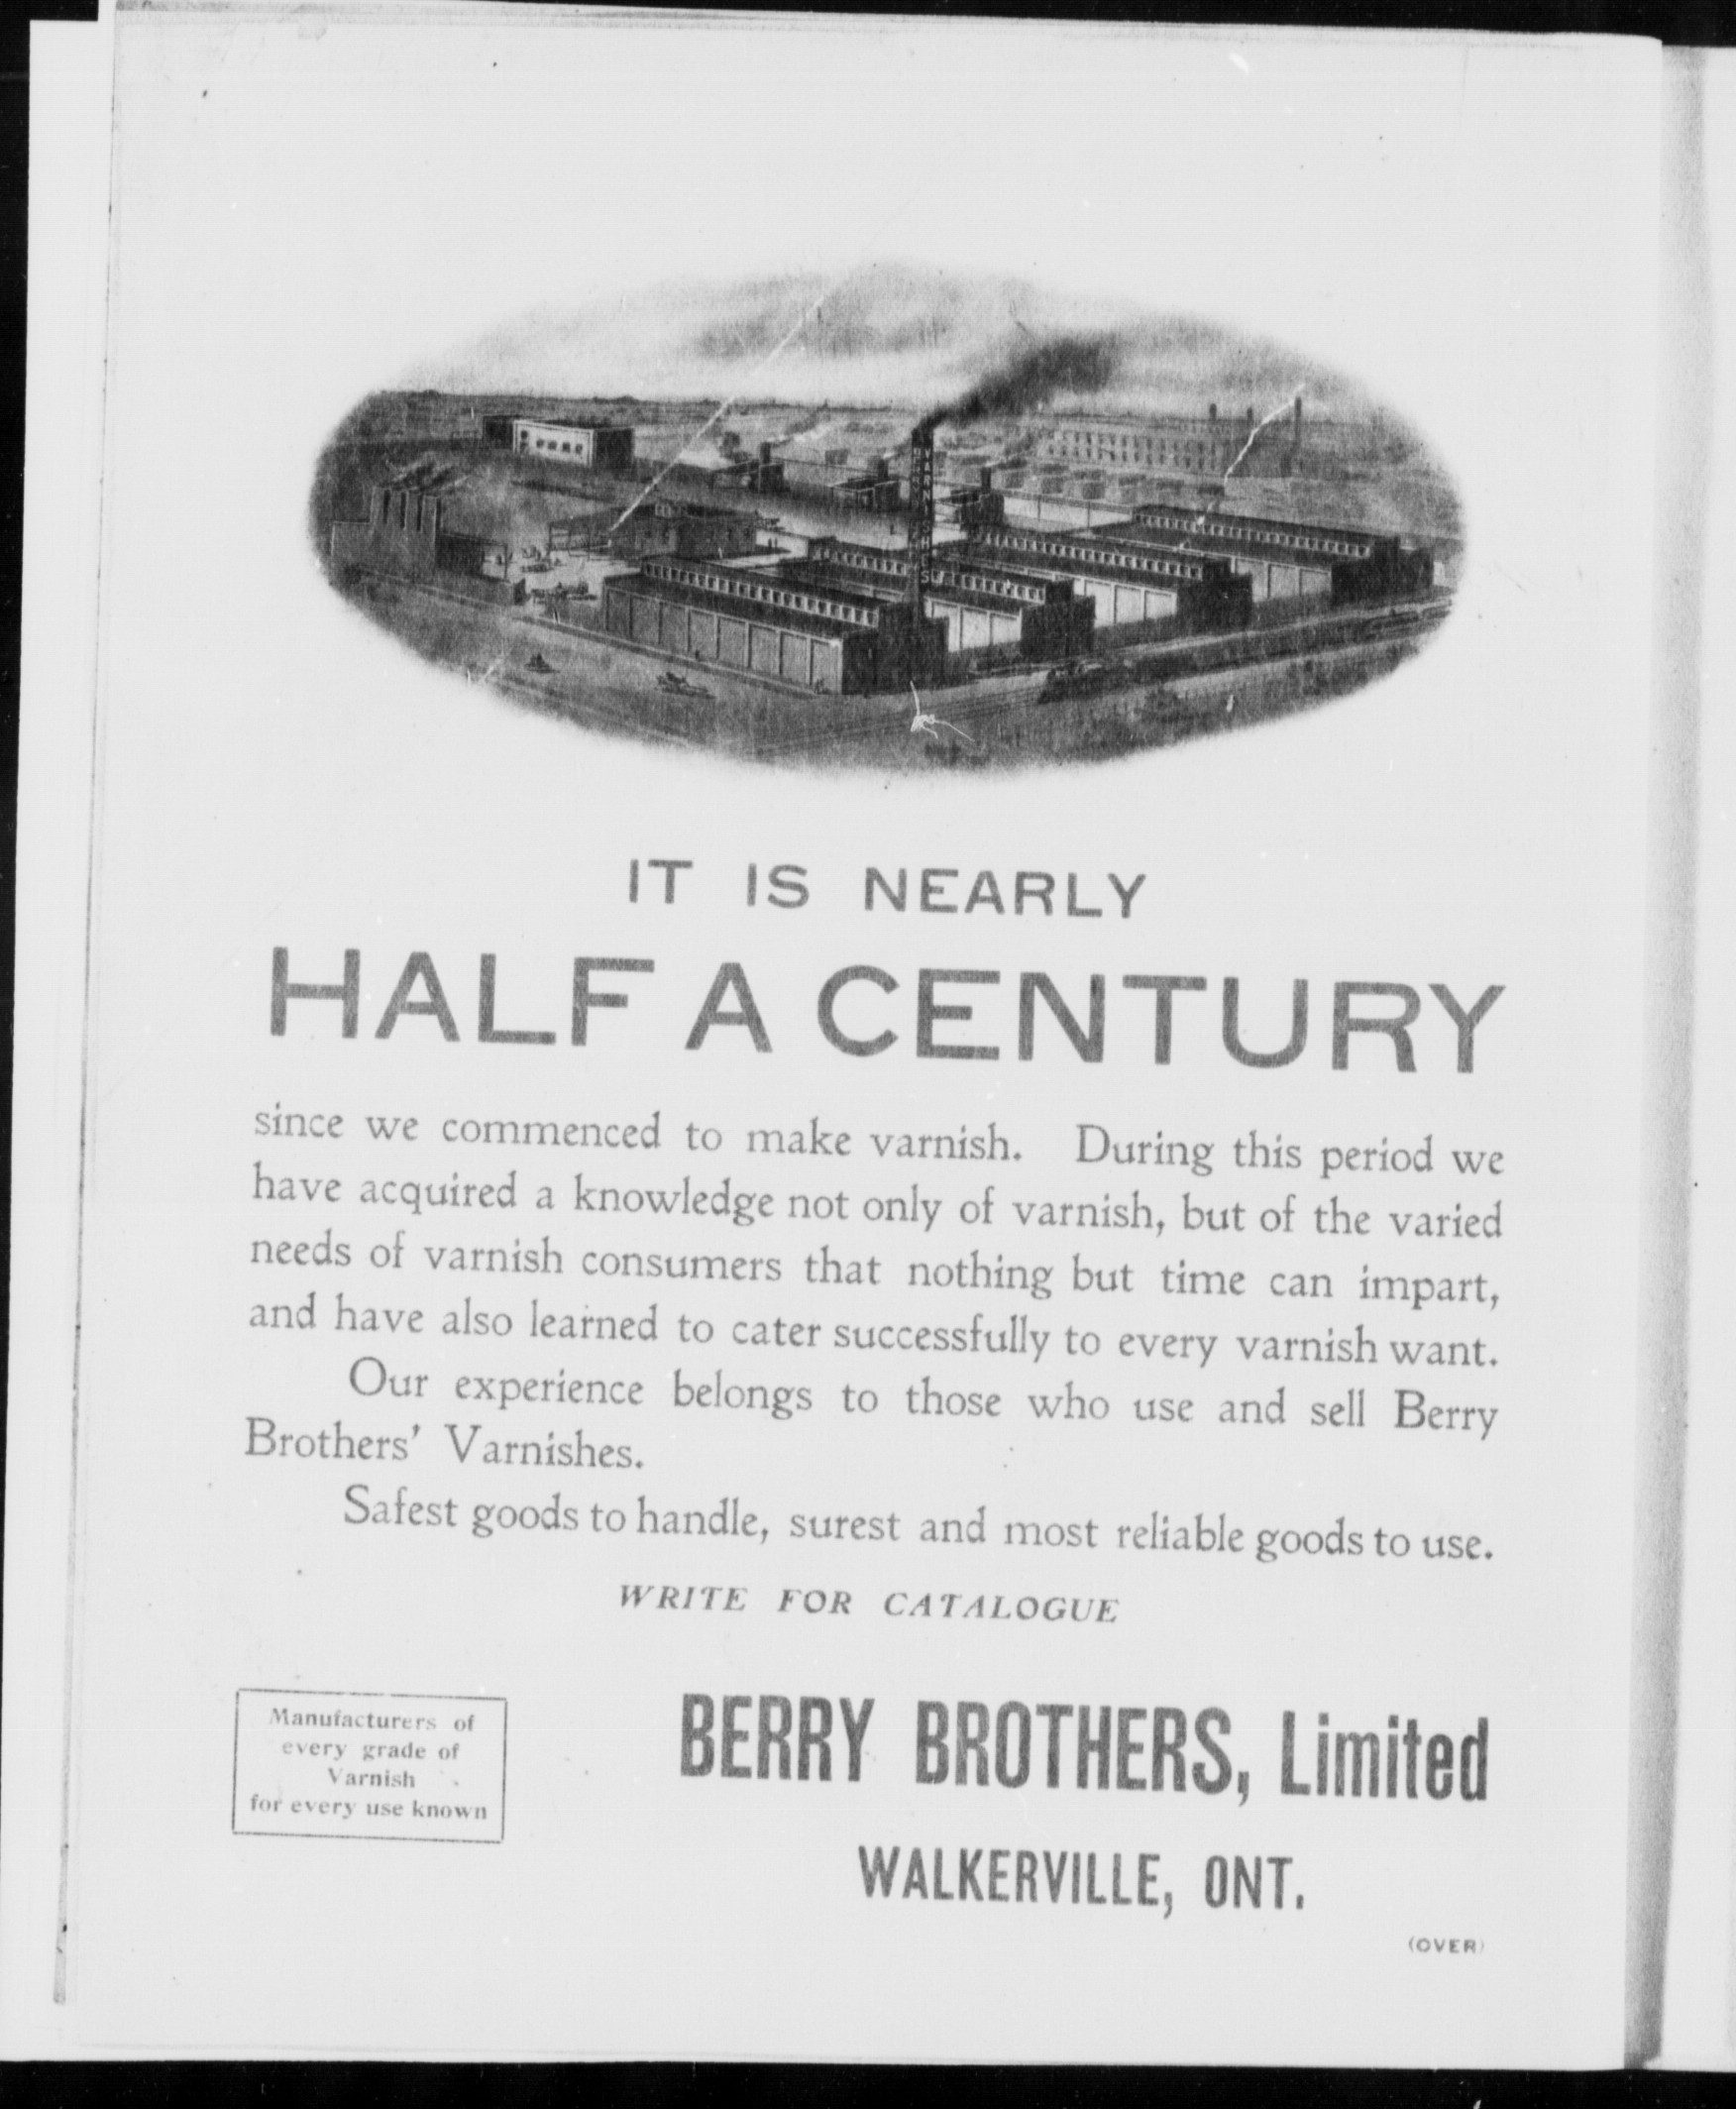 VARNISHES
IT IS NEARLY
HALF A CENTURY
since we commenced to make varnish. During this period we
have acquired a knowledge not only of varnish, but of the varied
needs of varnish consumers that nothing but time can impart,
and have also learned to cater successfully to every varnish want.
Our experience belongs to those who use and sell Berry
Brothers' Varnishes.
Safest goods to handle, surest and most reliable goods to use.
WRITE FOR CATALOGUE
Manufacturers of
every grade of
Varnish
for every use known
BERRY BROTHERS, Limited
WALKERVILLE, ONT.
(OVER)